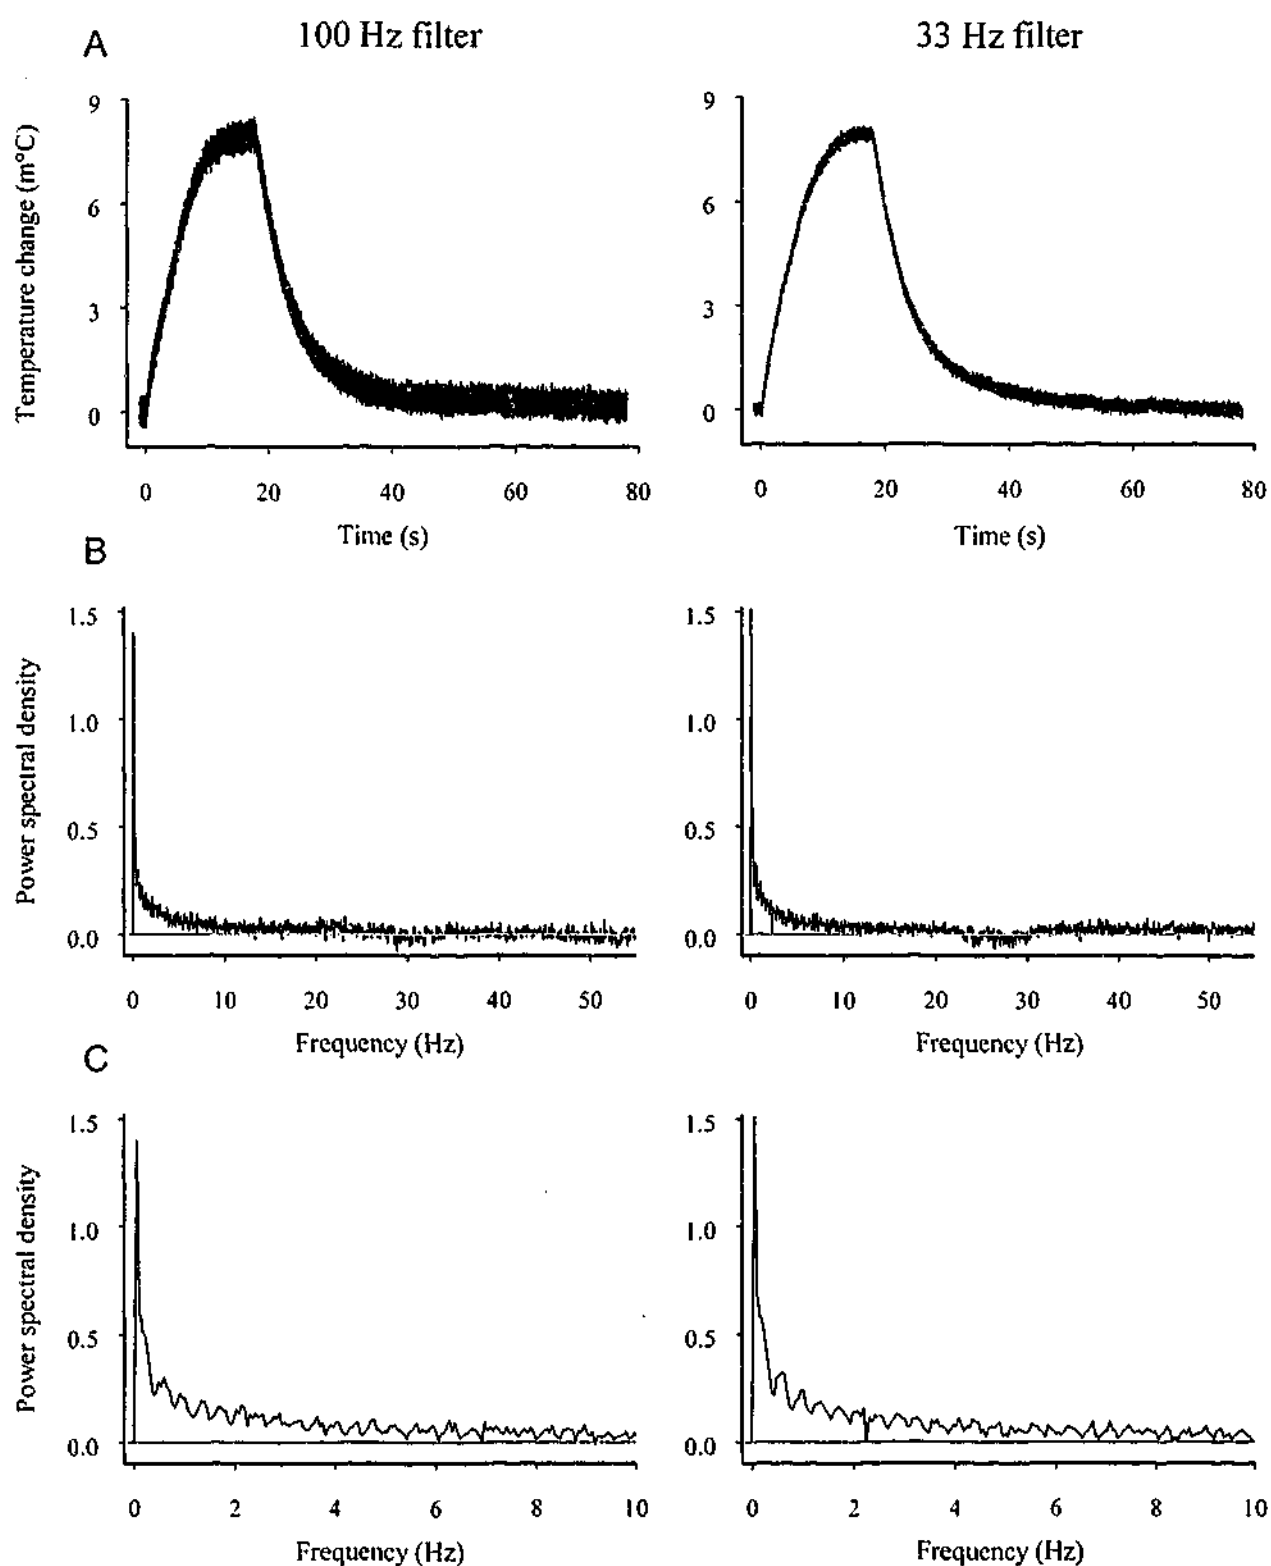 A
100 Hz filter
33 Hz filter
Temperature change (m°C)
9
6
3
0
0 20 40 60 80
Time (s)
9
6
3
0
0 20 40 60 80
Time (s)
B
Power spectral density
1.5
1.0
0.5
0.0
0 10 20 30 40 50
Frequency (Hz)
1.5
1.0
0.5
0.0
0 10 20 30 40 50
Frequency (Hz)
C
Power spectral density
1.5
1.0
0.5
0.0
0 2 4 6 8 10
Frequency (Hz)
1.5
1.0
0.5
0.0
0 2 4 6 8 10
Frequency (Hz)